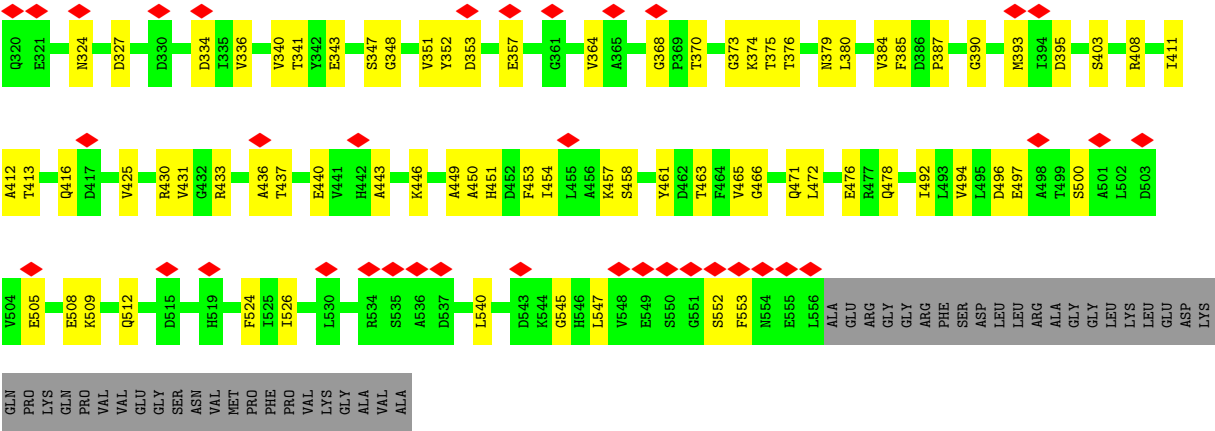 Q320 E321 N324 D327 D330 D334 I335 V336 V340 T341 Y342 E343 S347 G348 V351 Y352 D353 E357 G361 V364 A365 G368 P369 T370 G373 K374 T375 T376 N379 L380 V384 F385 D386 P387 G390 M393 I394 D395 S403 R408 I411
A412 T413 Q416 D417 V425 R430 V431 G432 R433 A436 T437 E440 V441 H442 A443 K446 A449 A450 H451 D452 F453 I454 L455 A456 K457 S458 Y461 D462 T463 F464 V465 G466 Q471 L472 E476 R477 Q478 I492 L493 V494 L495 D496 E497 A498 T499 S500 A501 L502 D503
V504 E505 E508 K509 Q512 D515 H519 F524 I525 I526 L530 R534 S535 A536 D537 L540 D543 K544 G545 H546 L547 V548 E549 S550 G551 S552 F553 N554 E555 L556 ALA GLU ARG GLY GLY ARG PHE SER ASP LEU LEU ARG ALA GLY GLY LEU LYS LEU GLU ASP LYS
GLN PRO LYS GLN PRO VAL VAL GLU GLY SER ASN VAL MET PRO PHE PRO VAL LYS GLY ALA VAL ALA